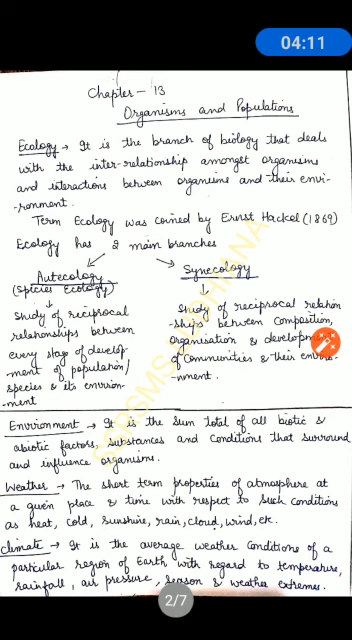 04:11
Chapter - 13
Organisms and Populations
Ecology → It is the branch of biology that deals
with the inter-relationship amongst organisms
and interactions between organisms and their envi-
-ronment.
Term Ecology was coined by Ernst Hackel (1869)
Ecology has 2 main branches
Autecology
(Species Ecology)
↓
Study of reciprocal
relationships between
every stage of develop-
-ment of population/
species & its environ-
-ment
Synecology
↓
Study of reciprocal relation
-ships between composition,
organisation &
of communities & their
-nment.
Environment → It is the sum total of all biotic &
abiotic factors, substances and conditions that surround
and influence organisms.
Weather → The short term properties of atmosphere at
a given place & time with respect to such conditions
as heat, cold, sunshine, rain, cloud, wind, etc.
Climate → It is the average weather conditions of a
particular region of Earth with regard to temperature,
rainfall, air pressure, season & weather extremes.
2/7